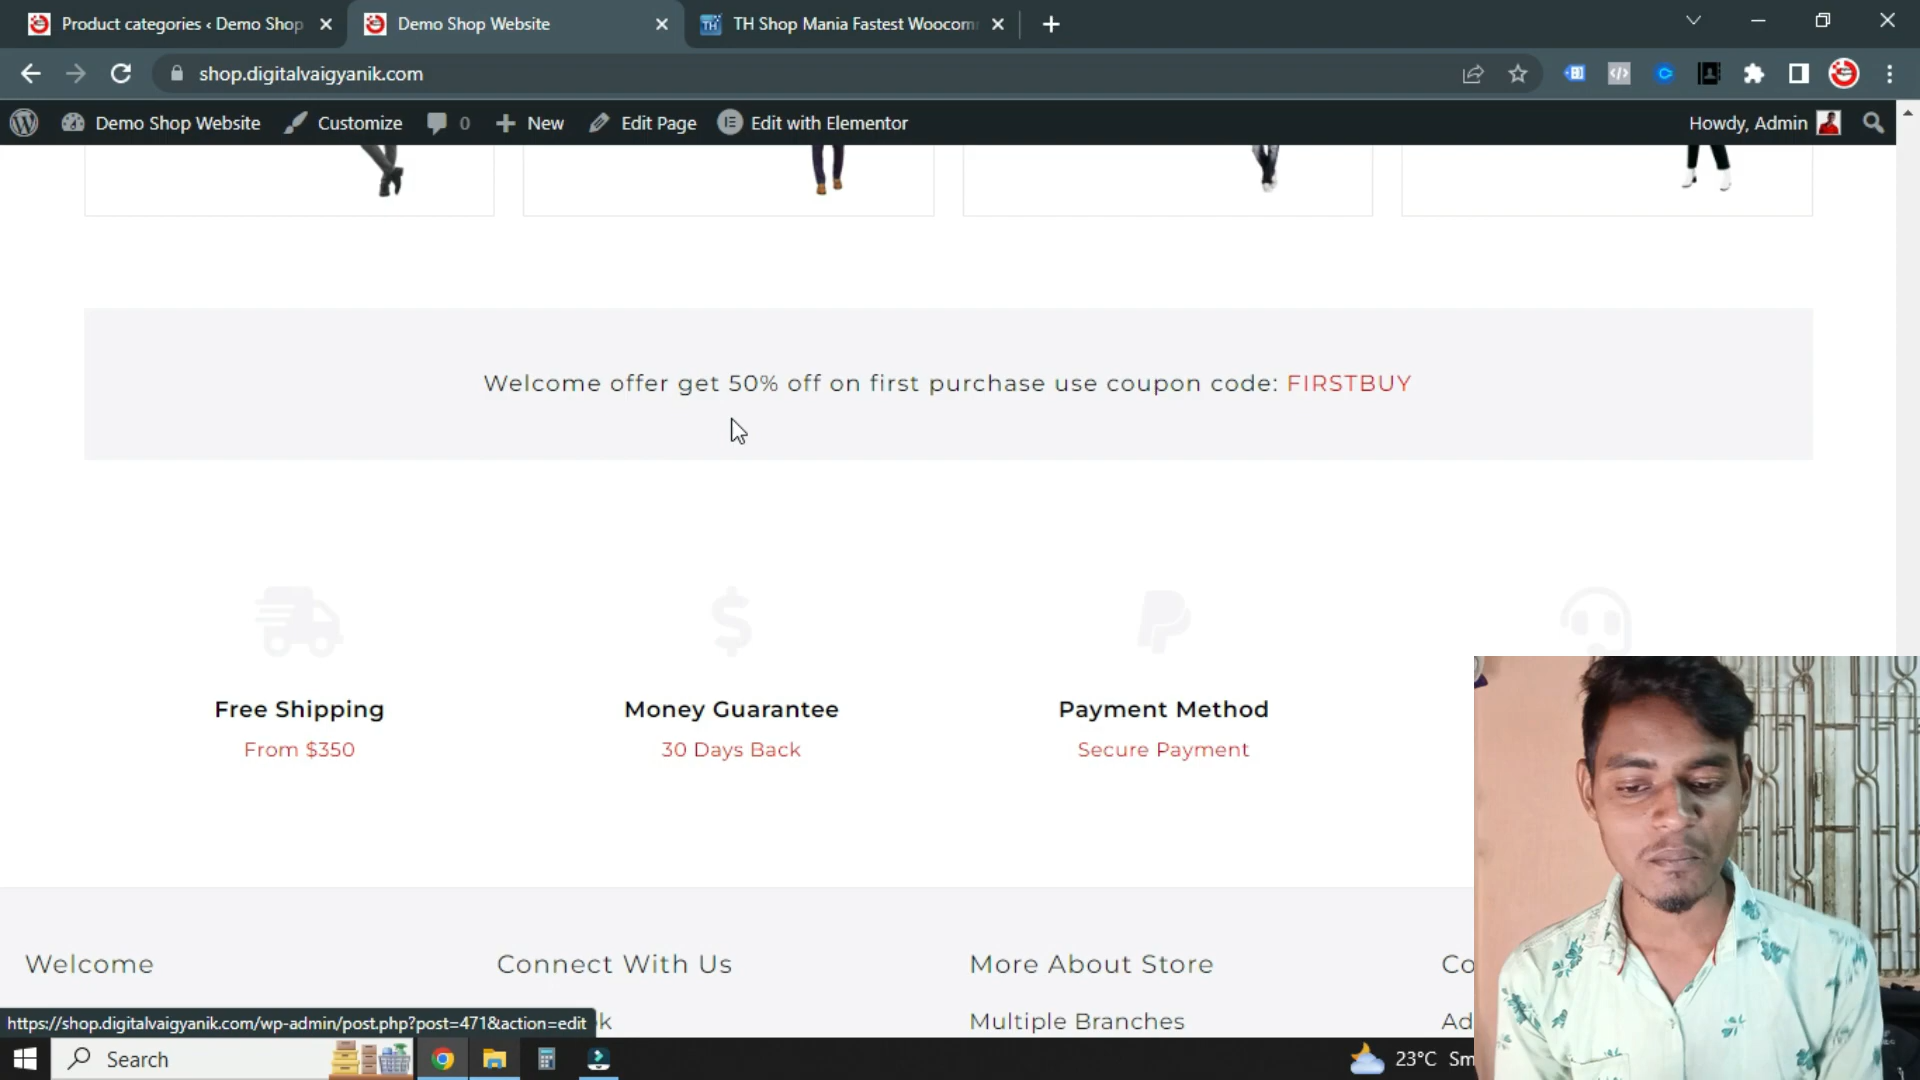 Product categories ‹ Demo Shop
Demo Shop Website
TH Shop Mania Fastest Woocom
shop.digitalvaigyanik.com
Demo Shop Website
Customize
0
New
Edit Page
Edit with Elementor
Howdy, Admin
Welcome offer get 50% off on first purchase use coupon code: FIRSTBUY
Free Shipping
Money Guarantee
Payment Method
From $350
30 Days Back
Secure Payment
Welcome
Connect With Us
More About Store
Co
https://shop.digitalvaigyanik.com/wp-admin/post.php?post=471&action=edit
k
Multiple Branches
Ad
Search
23°C Sm